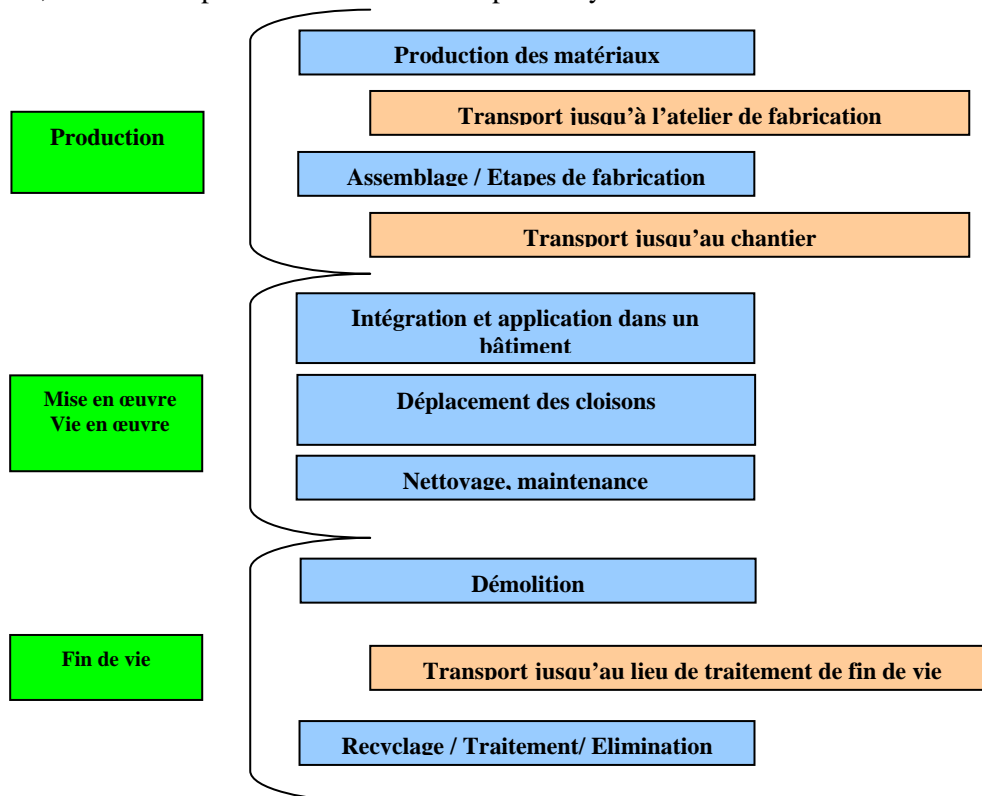 Production des matériaux
Transport jusqu’à l’atelier de fabrication
Production
Assemblage / Etapes de fabrication
Transport jusqu’au chantier
Intégration et application dans un
bâtiment
Mise en œuvre
Vie en œuvre
Déplacement des cloisons
Nettoyage, maintenance
Démolition
Fin de vie
Transport jusqu’au lieu de traitement de fin de vie
Recyclage / Traitement/ Elimination